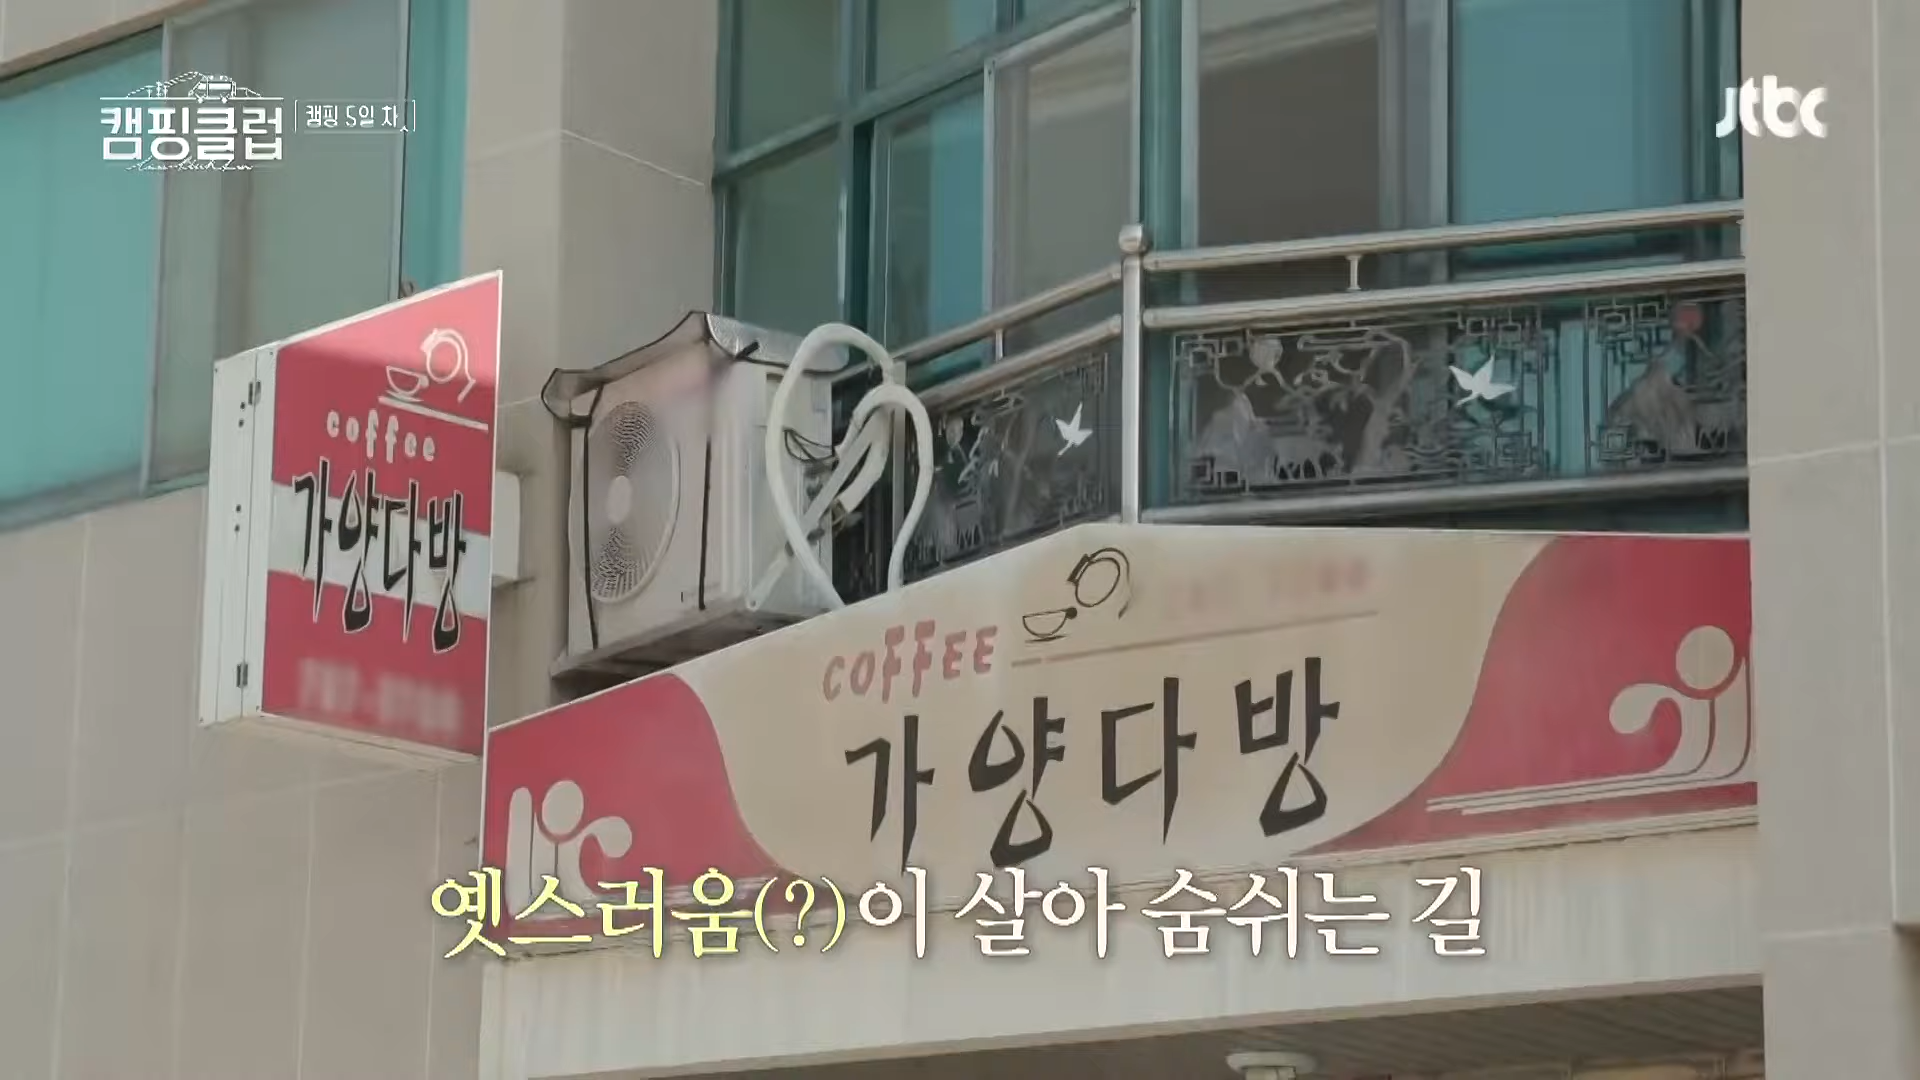 캠핑클럽
캠핑 5일 차
jtbc
coffee
가양다방
COFFEE
가양다방
옛스러움(?)이 살아 숨쉬는 길